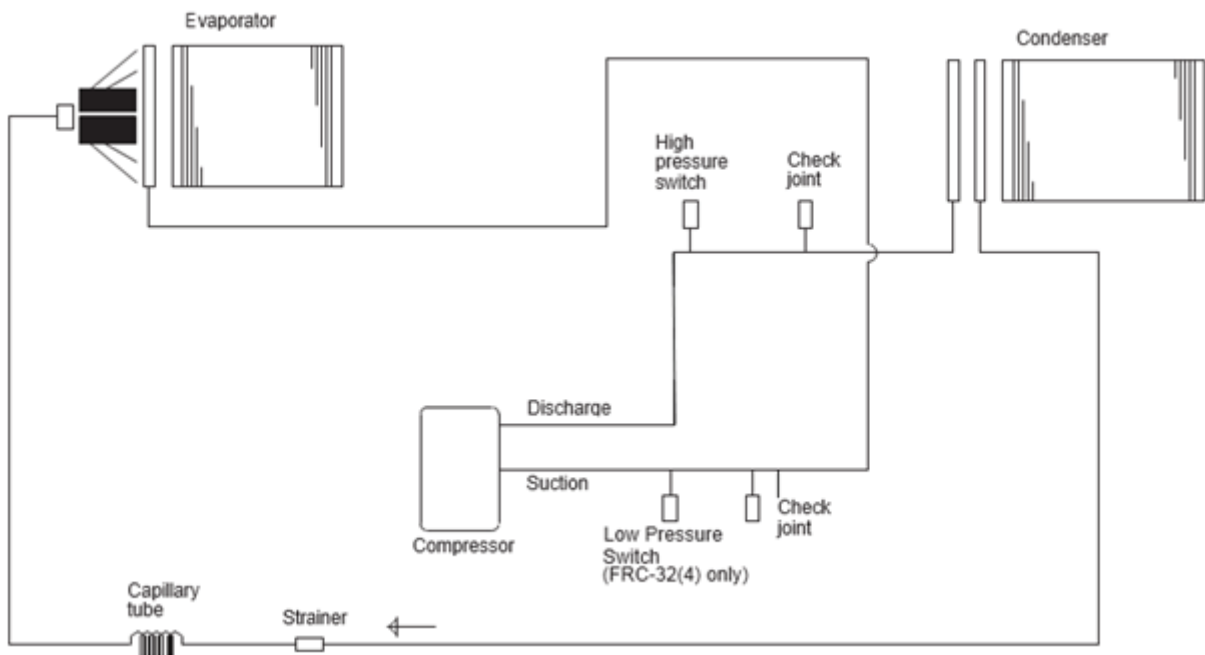 Evaporator
Condenser
High
pressure
switch
Check
joint
Discharge
Suction
Compressor
Low Pressure
Switch
(FRC-32(4) only)
Check
joint
Capillary
tube
Strainer